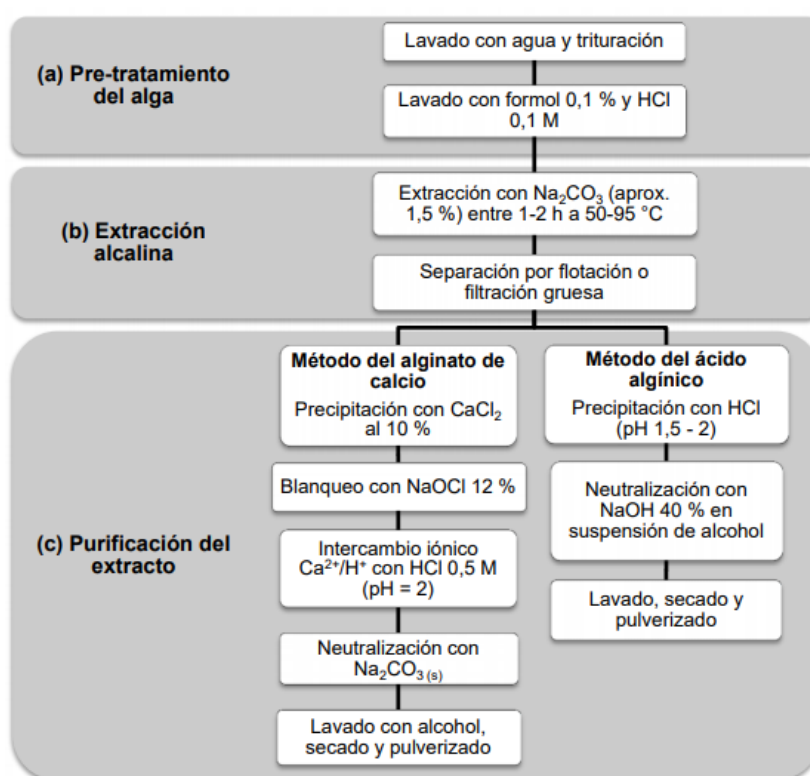 (a) Pre-tratamiento
del alga
Lavado con agua y trituración
Lavado con formol 0,1 % y HCl
0,1 M
(b) Extracción
alcalina
Extracción con Na₂CO₃ (aprox.
1,5 %) entre 1-2 h a 50-95 °C
Separación por flotación o
filtración gruesa
(c) Purificación del
extracto
Método del alginato de
calcio
Precipitación con CaCl₂
al 10 %
Blanqueo con NaOCl 12 %
Intercambio iónico
Ca²⁺/H⁺ con HCl 0,5 M
(pH = 2)
Neutralización con
Na₂CO₃ ₍ₛ₎
Lavado con alcohol,
secado y pulverizado
Método del ácido
algínico
Precipitación con HCl
(pH 1,5 - 2)
Neutralización con
NaOH 40 % en
suspensión de alcohol
Lavado, secado y
pulverizado